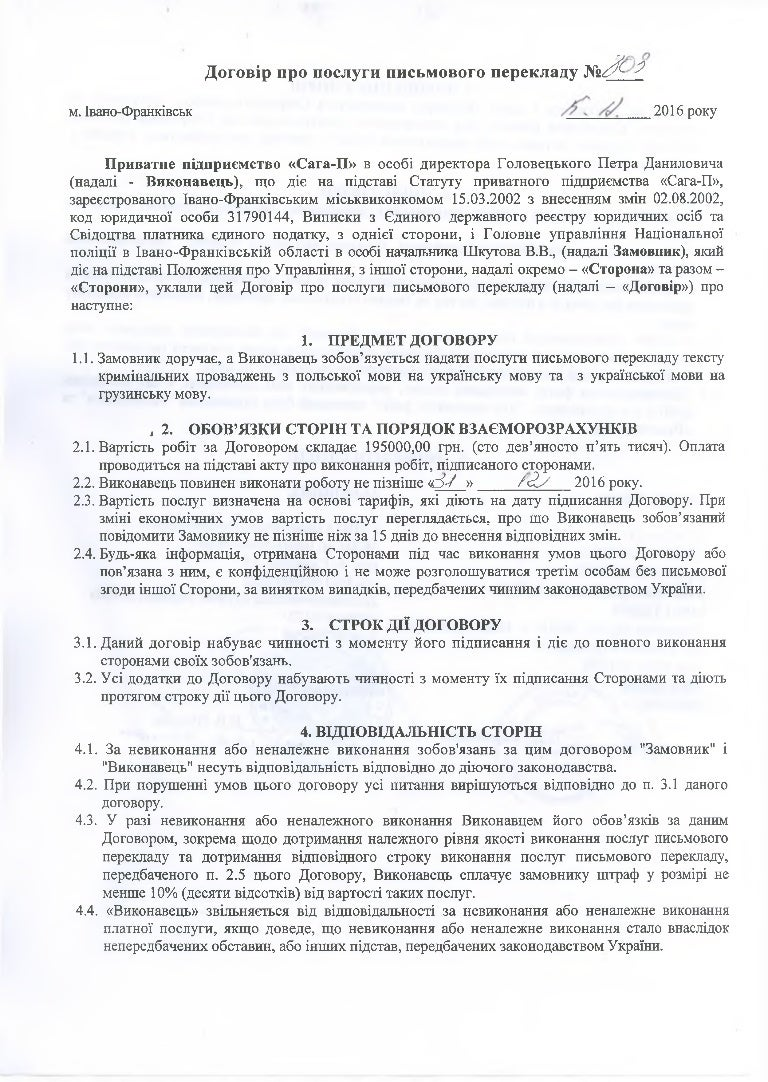 Договір про послуги письмового перекладу №
м. Івано-Франківськ 2016 року
Приватне підприємство «Сага-П» в особі директора Головецького Петра Даниловича
(надалі - Виконавець), що діє на підставі Статуту приватного підприємства «Сага-П»,
зареєстрованого Івано-Франківським міськвиконкомом 15.03.2002 з внесенням змін 02.08.2002,
код юридичної особи 31790144, Виписки з Єдиного державного реєстру юридичних осіб та
Свідоцтва платника єдиного податку, з однієї сторони, і Головне управління Національної
поліції в Івано-Франківській області в особі начальника Шкутова В.В., (надалі Замовник), який
діє на підставі Положення про Управління, з іншої сторони, надалі окремо – «Сторона» та разом –
«Сторони», уклали цей Договір про послуги письмового перекладу (надалі – «Договір») про
наступне:
1. ПРЕДМЕТ ДОГОВОРУ
1.1. Замовник доручає, а Виконавець зобов’язується надати послуги письмового перекладу тексту
кримінальних проваджень з польської мови на українську мову та з української мови на
грузинську мову.
2. ОБОВ’ЯЗКИ СТОРІН ТА ПОРЯДОК ВЗАЄМОРОЗРАХУНКІВ
2.1. Вартість робіт за Договором складає 195000,00 грн. (сто дев’яносто п’ять тисяч). Оплата
проводиться на підставі акту про виконання робіт, підписаного сторонами.
2.2. Виконавець повинен виконати роботу не пізніше «31» 12 2016 року.
2.3. Вартість послуг визначена на основі тарифів, які діють на дату підписання Договору. При
зміні економічних умов вартість послуг переглядається, про що Виконавець зобов’язаний
повідомити Замовнику не пізніше ніж за 15 днів до внесення відповідних змін.
2.4. Будь-яка інформація, отримана Сторонами під час виконання умов цього Договору або
пов’язана з ним, є конфіденційною і не може розголошуватися третім особам без письмової
згоди іншої Сторони, за винятком випадків, передбачених чинним законодавством України.
3. СТРОК ДІЇ ДОГОВОРУ
3.1. Даний договір набуває чинності з моменту його підписання і діє до повного виконання
сторонами своїх зобов'язань.
3.2. Усі додатки до Договору набувають чинності з моменту їх підписання Сторонами та діють
протягом строку дії цього Договору.
4. ВІДПОВІДАЛЬНІСТЬ СТОРІН
4.1. За невиконання або неналежне виконання зобов'язань за цим договором "Замовник" і
"Виконавець" несуть відповідальність відповідно до діючого законодавства.
4.2. При порушенні умов цього договору усі питання вирішуються відповідно до п. 3.1 даного
договору.
4.3. У разі невиконання або неналежного виконання Виконавцем його обов’язків за даним
Договором, зокрема щодо дотримання належного рівня якості виконання послуг письмового
перекладу та дотримання відповідного строку виконання послуг письмового перекладу,
передбаченого п. 2.5 цього Договору, Виконавець сплачує замовнику штраф у розмірі не
менше 10% (десяти відсотків) від вартості таких послуг.
4.4. «Виконавець» звільняється від відповідальності за невиконання або неналежне виконання
платної послуги, якщо доведе, що невиконання або неналежне виконання стало внаслідок
непередбачених обставин, або інших підстав, передбачених законодавством України.